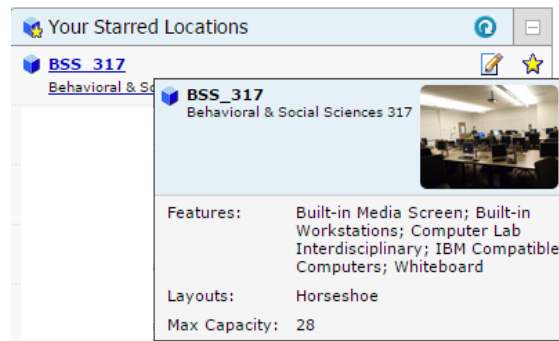 Your Starred Locations
BSS_317
Behavioral & Sc
BSS_317
Behavioral & Social Sciences 317
Features: Built-in Media Screen; Built-in
Workstations; Computer Lab
Interdisciplinary; IBM Compatible
Computers; Whiteboard
Layouts: Horseshoe
Max Capacity: 28